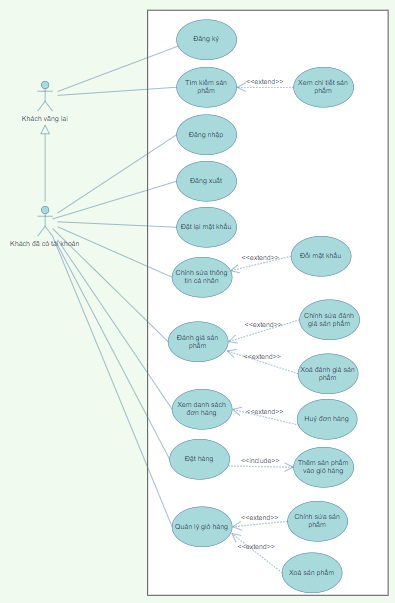 Đăng ký
Tìm kiếm sản
phẩm
<<extend>>
Xem chi tiết sản
phẩm
Khách vãng lai
Đăng nhập
Đăng xuất
Khách đã có tài khoản
Đặt lại mật khẩu
<<extend>>
Đổi mật khẩu
Chỉnh sửa thông
tin cá nhân
Chỉnh sửa đánh
giá sản phẩm
<<extend>>
Đánh giá sản
phẩm
<<extend>>
Xoá đánh giá sản
phẩm
Xem danh sách
đơn hàng
<<extend>>
Huỷ đơn hàng
Đặt hàng
<<include>>
Thêm sản phẩm
vào giỏ hàng
<<extend>>
Chỉnh sửa sản
phẩm
Quản lý giỏ hàng
<<extend>>
Xoá sản phẩm